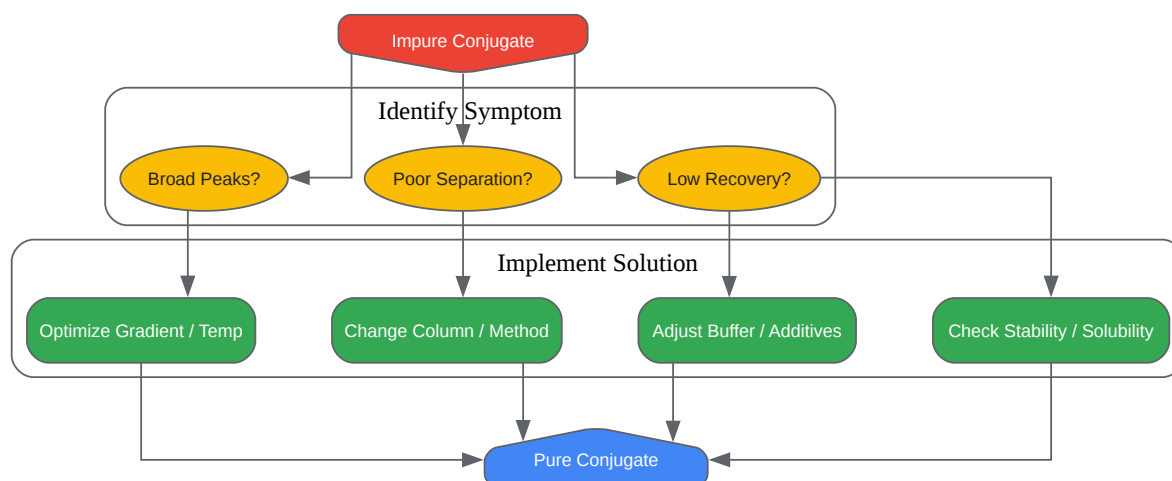 Impure Conjugate
Identify Symptom
Broad Peaks?
Poor Separation?
Low Recovery?
Implement Solution
Optimize Gradient / Temp
Change Column / Method
Adjust Buffer / Additives
Check Stability / Solubility
Pure Conjugate